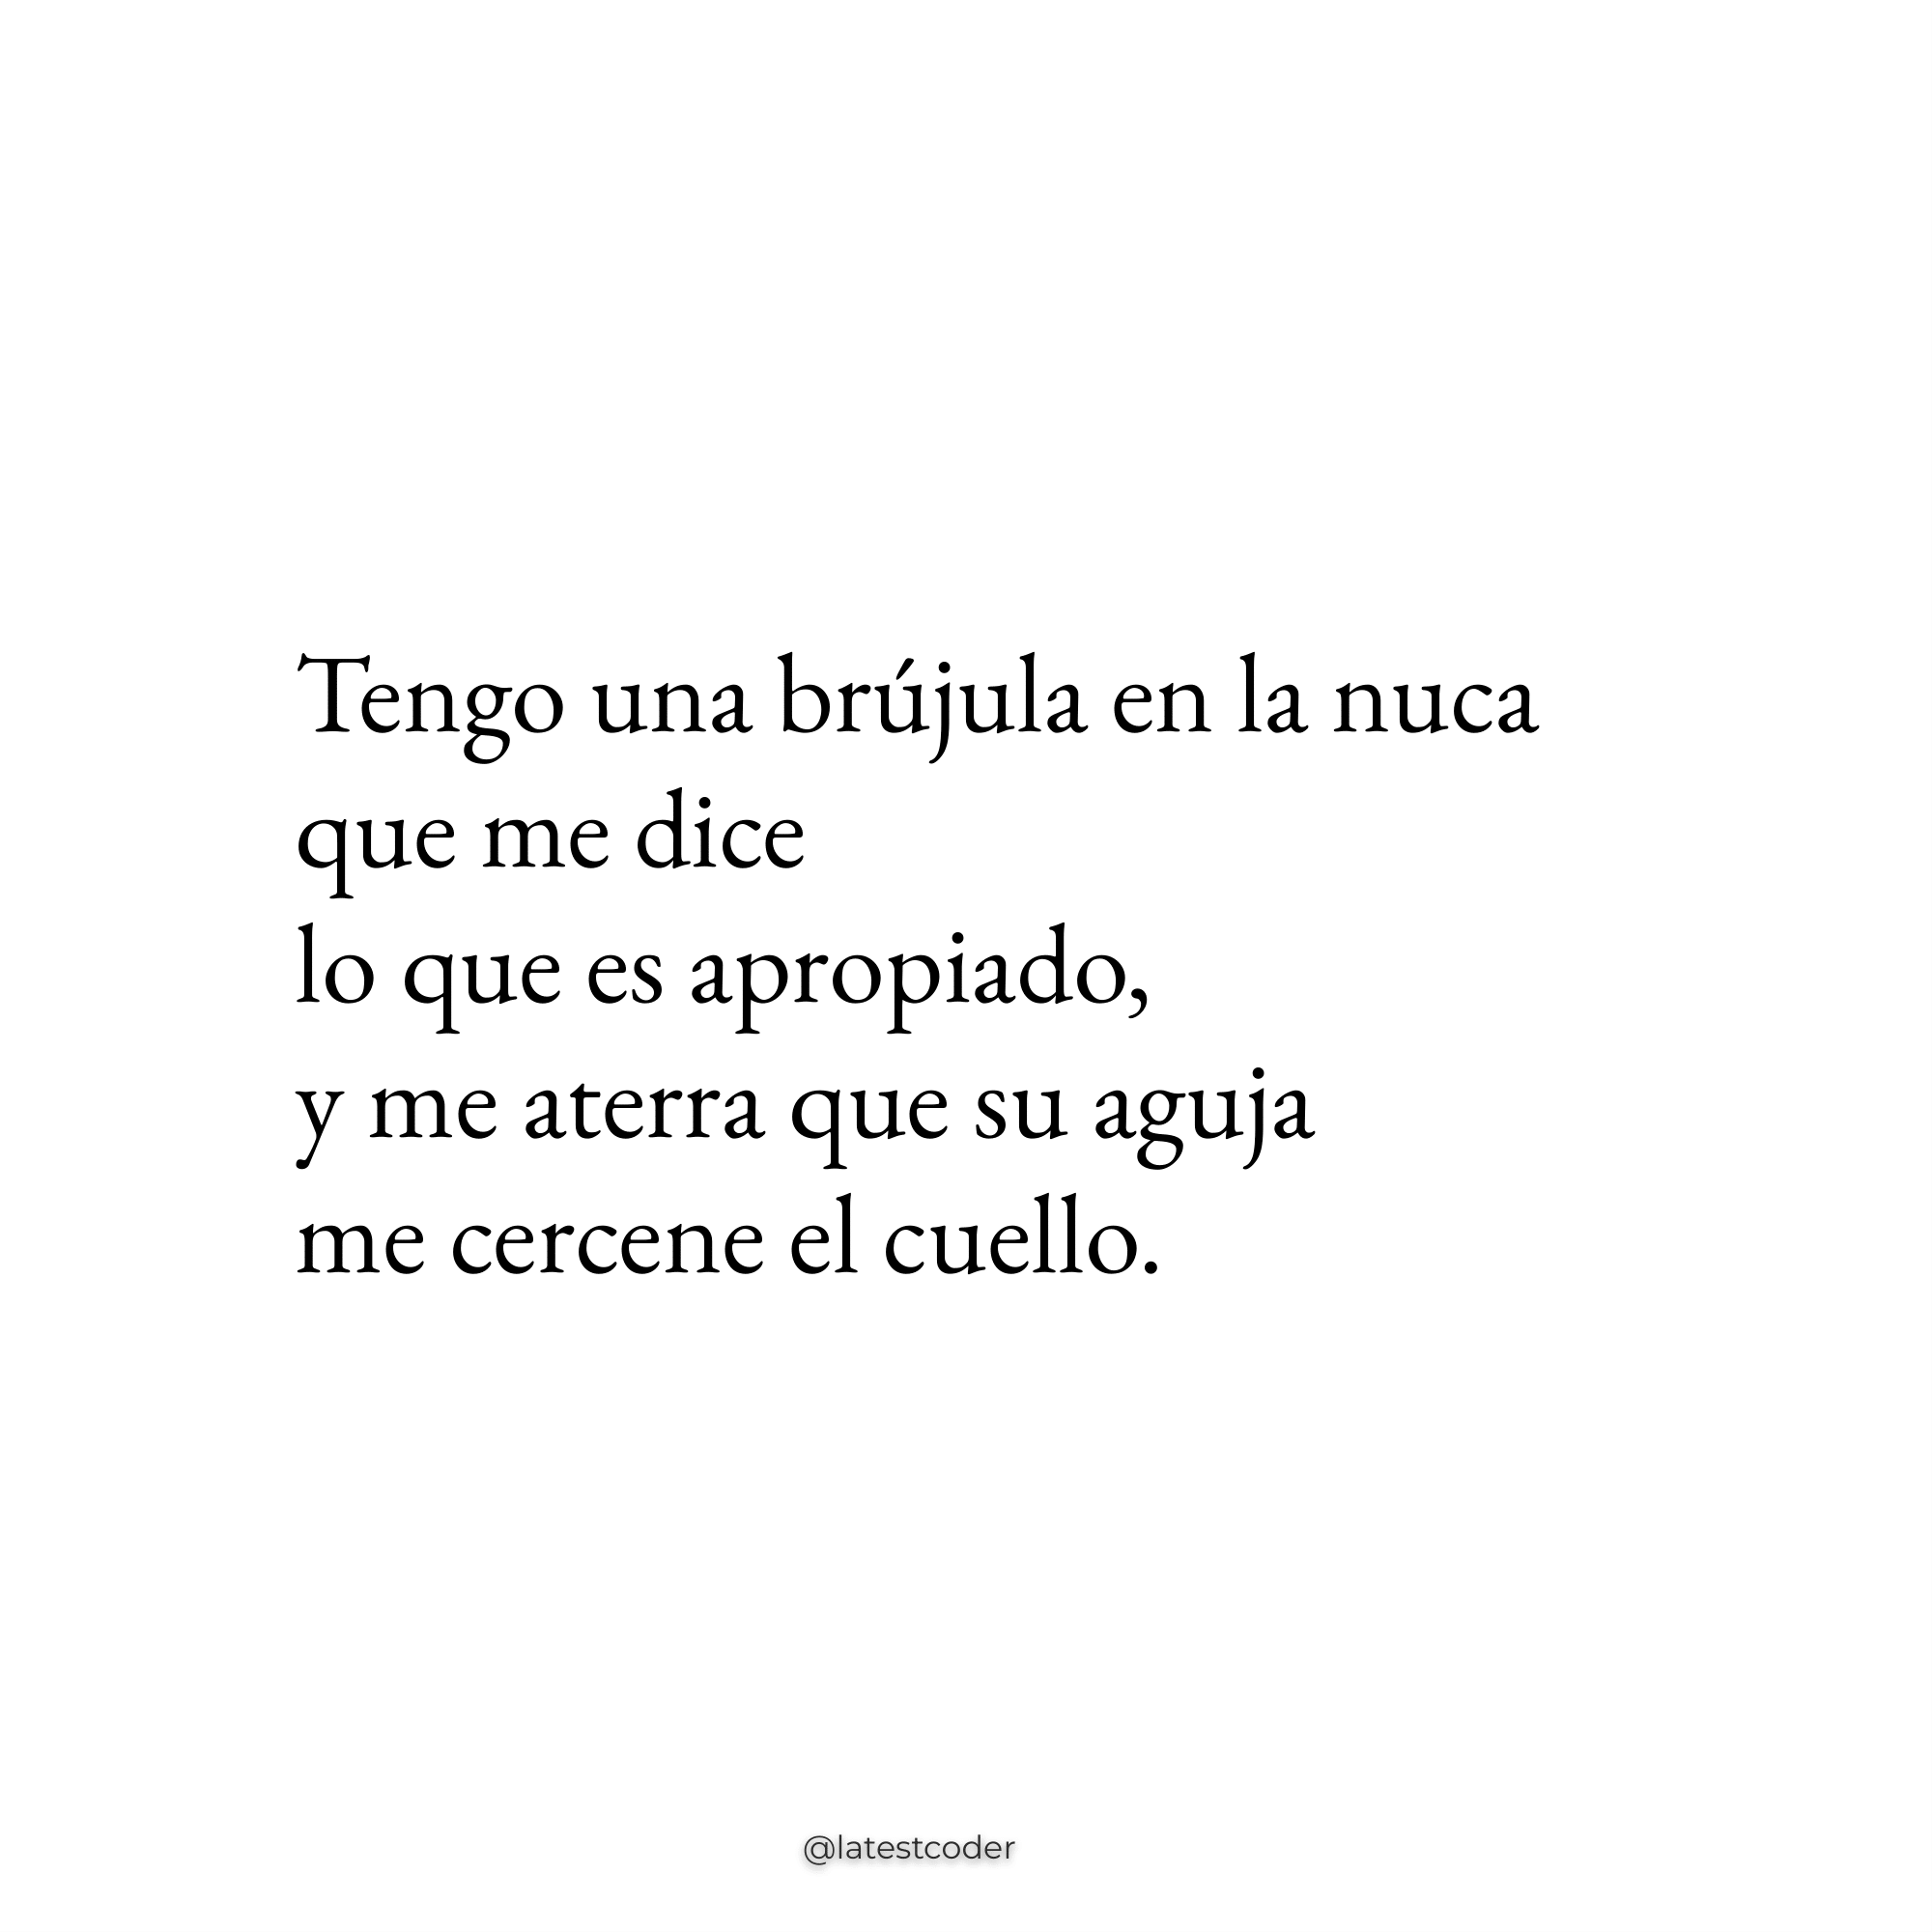 Tengo una brújula en la nuca
que me dice
lo que es apropiado,
y me aterra que su aguja
me cercene el cuello.
@latestcoder